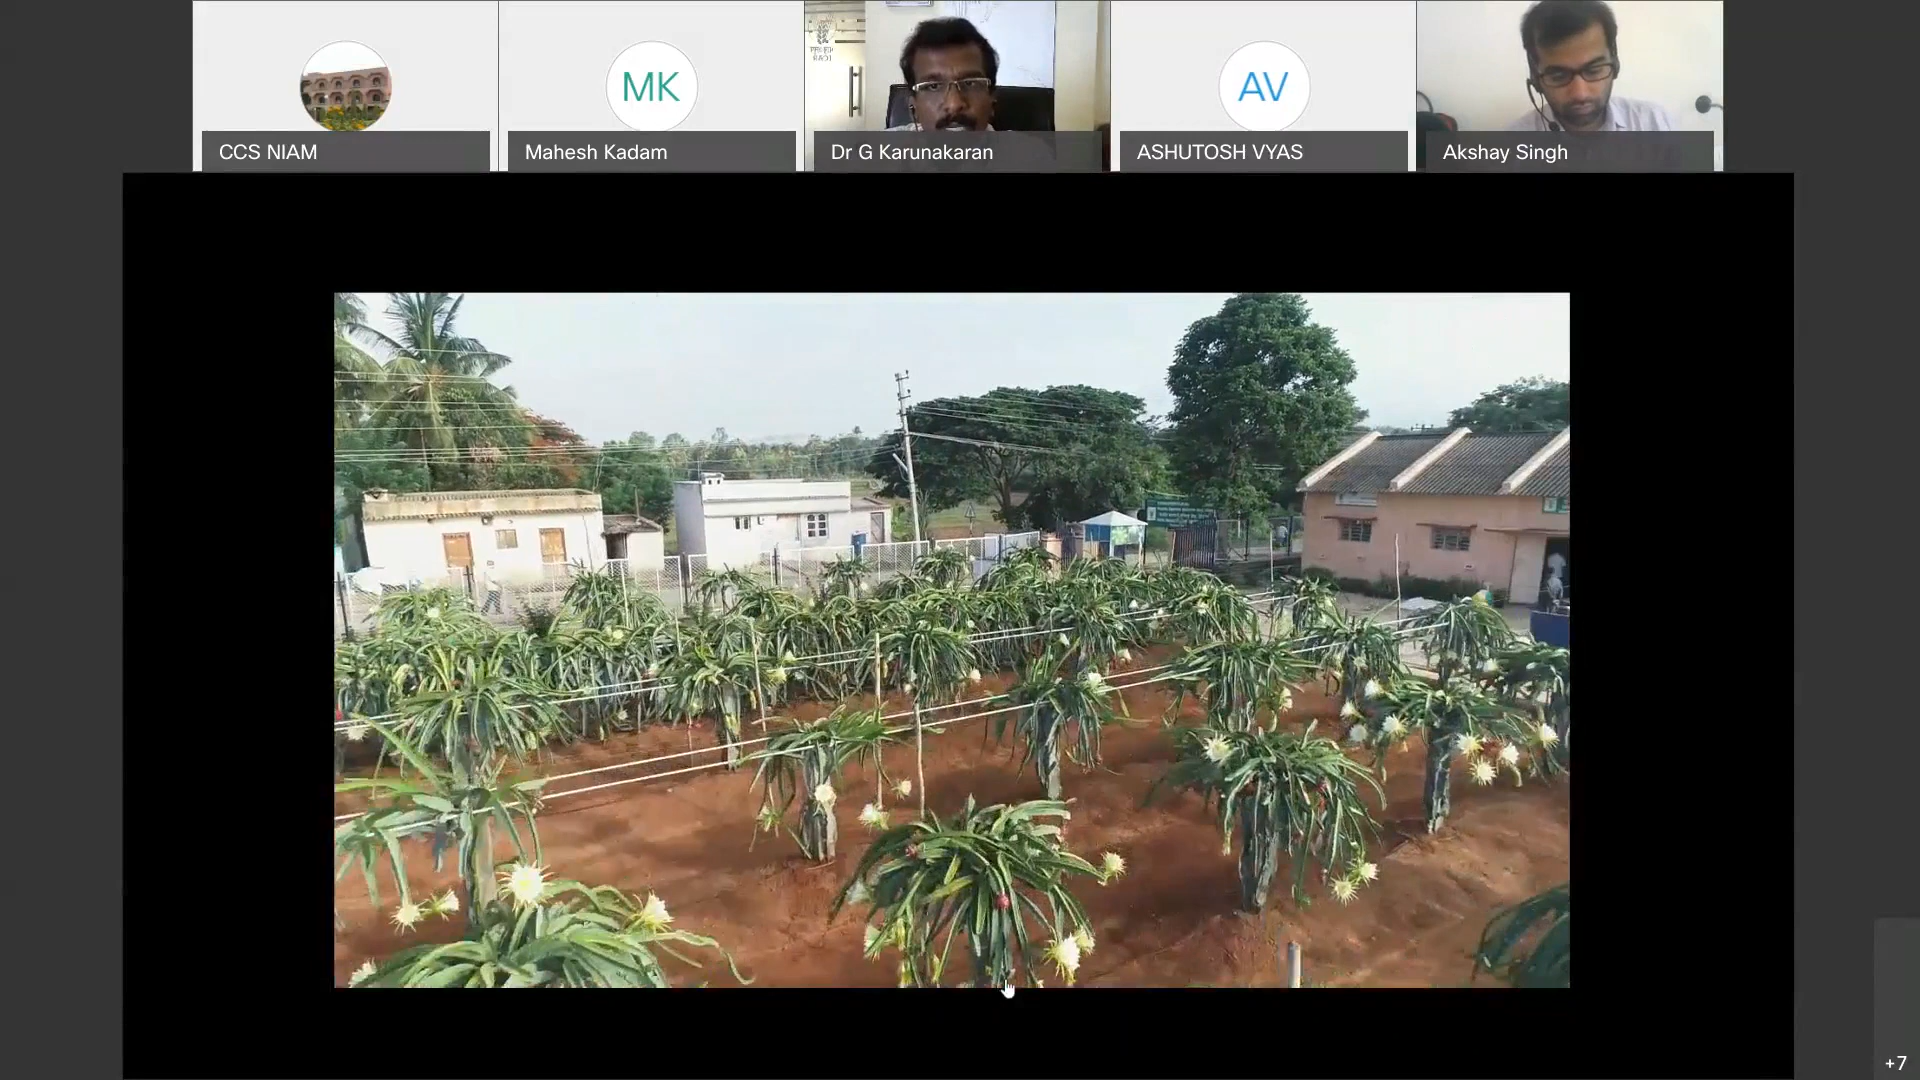 MK
AV
CCS NIAM
Mahesh Kadam
Dr G Karunakaran
ASHUTOSH VYAS
Akshay Singh
+7